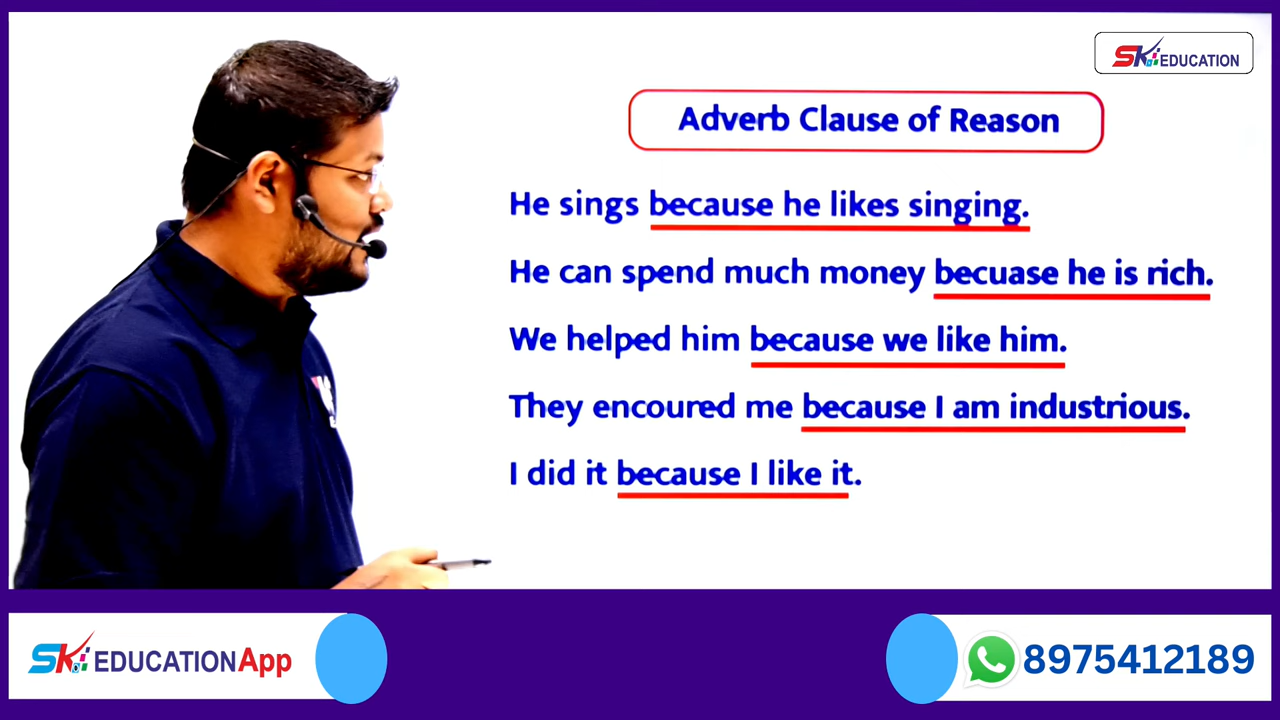 SK EDUCATION
Adverb Clause of Reason
He sings because he likes singing.
He can spend much money becuase he is rich.
We helped him because we like him.
They encoured me because I am industrious.
I did it because I like it.
SK EDUCATION App
8975412189